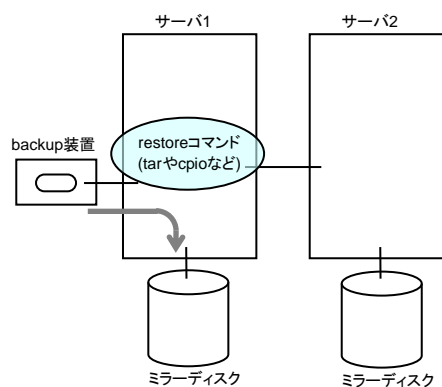 サーバ1
サーバ2
backup装置
restoreコマンド
(tarやcpioなど)
ミラーディスク
ミラーディスク